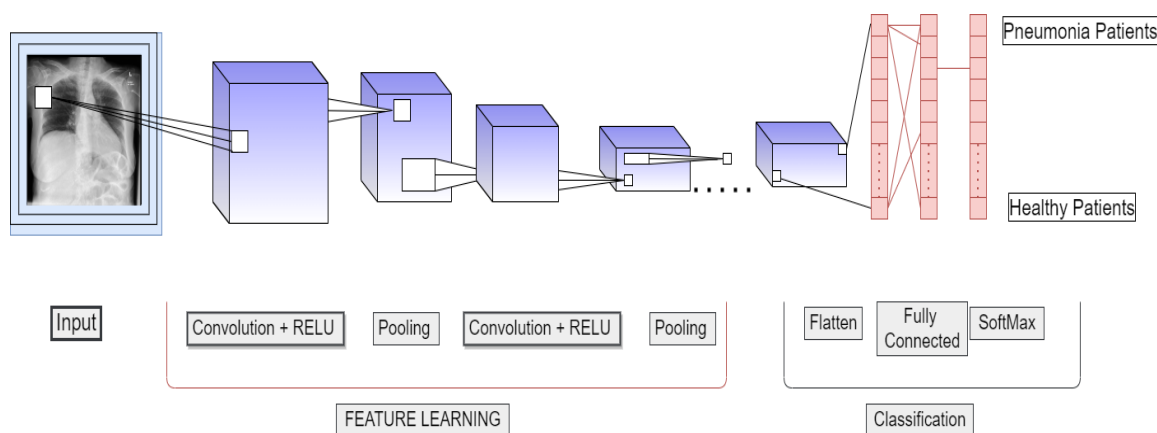 Pneumonia Patients
Healthy Patients
Input
Convolution + RELU
Pooling
Convolution + RELU
Pooling
Flatten
Fully
Connected
SoftMax
FEATURE LEARNING
Classification